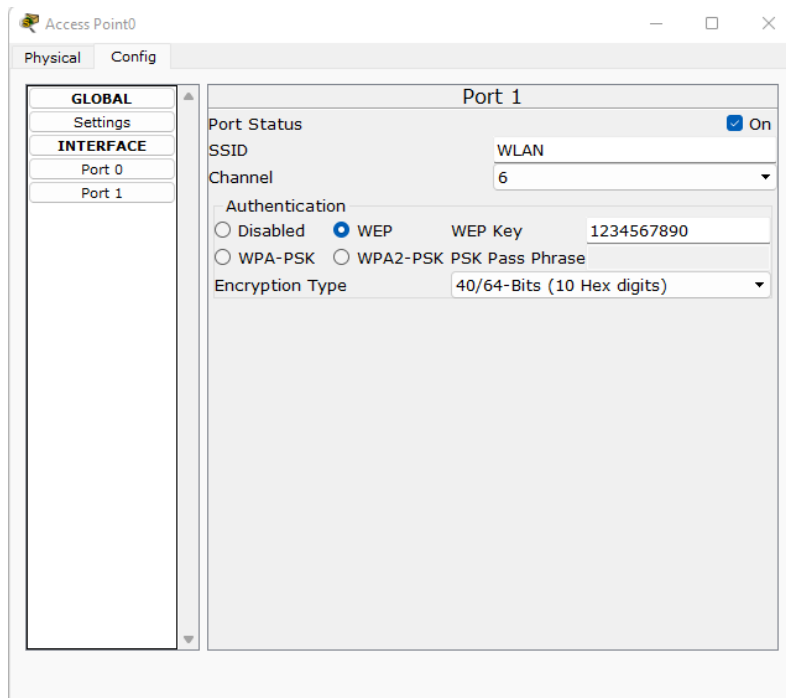 Access Point0
Physical Config
GLOBAL
Settings
INTERFACE
Port 0
Port 1
Port 1
Port Status On
SSID WLAN
Channel 6
Authentication
Disabled WEP WEP Key 1234567890
WPA-PSK WPA2-PSK PSK Pass Phrase
Encryption Type 40/64-Bits (10 Hex digits)